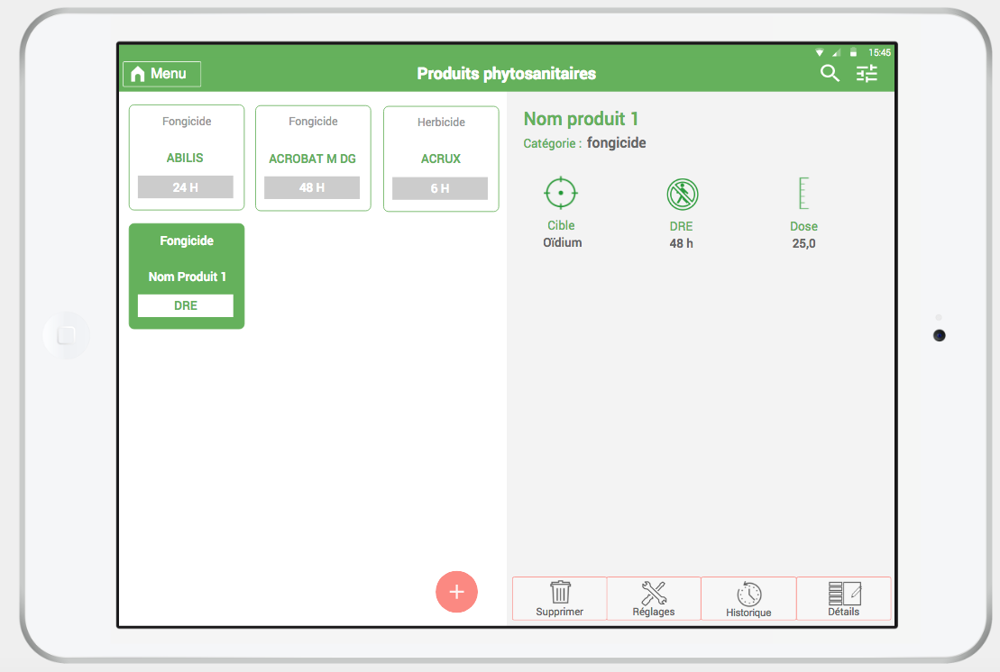 15:45
Menu
Produits phytosanitaires
Fongicide
ABILIS
24 H
Fongicide
ACROBAT M DG
48 H
Herbicide
ACRUX
6 H
Fongicide
Nom Produit 1
DRE
Nom produit 1
Catégorie : fongicide
Cible
Oïdium
DRE
48 h
Dose
25,0
+
Supprimer
Réglages
Historique
Détails